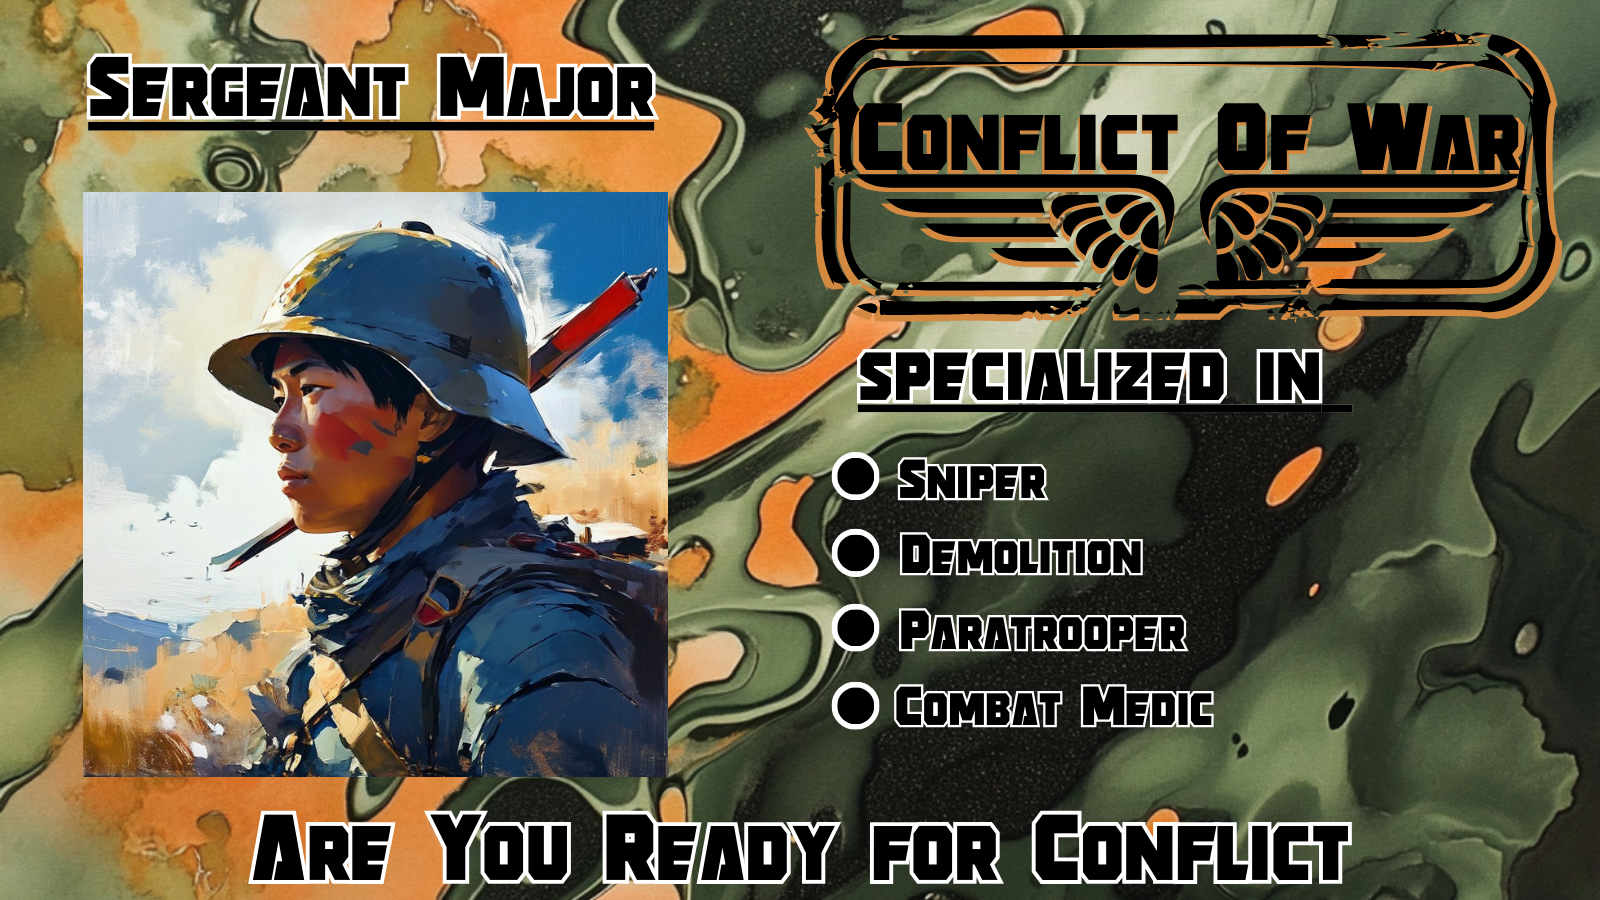 Sergeant Major
Conflict Of War
Specialized in
Sniper
Demolition
Paratrooper
Combat Medic
Are You Ready for Conflict